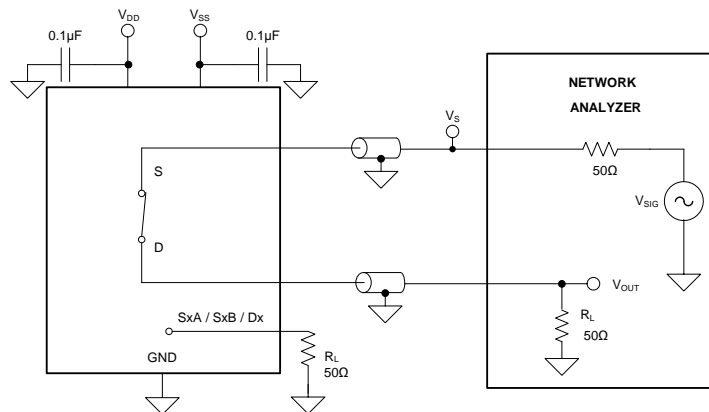 V_DD
V_SS
0.1µF
0.1µF
NETWORK
ANALYZER
V_S
S
50Ω
V_SIG
D
V_OUT
SxA / SxB / Dx
R_L
50Ω
GND
R_L
50Ω